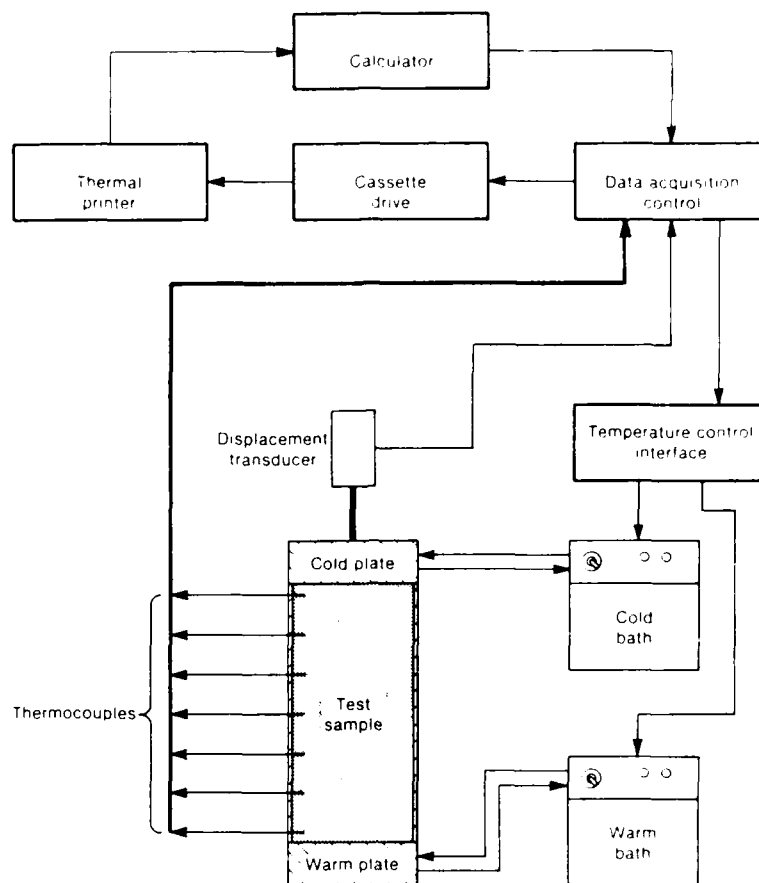 Calculator
Thermal
printer
Cassette
drive
Data acquisition
control
Displacement
transducer
Temperature control
interface
Cold plate
Cold
bath
Thermocouples
Test
sample
Warm plate
Warm
bath